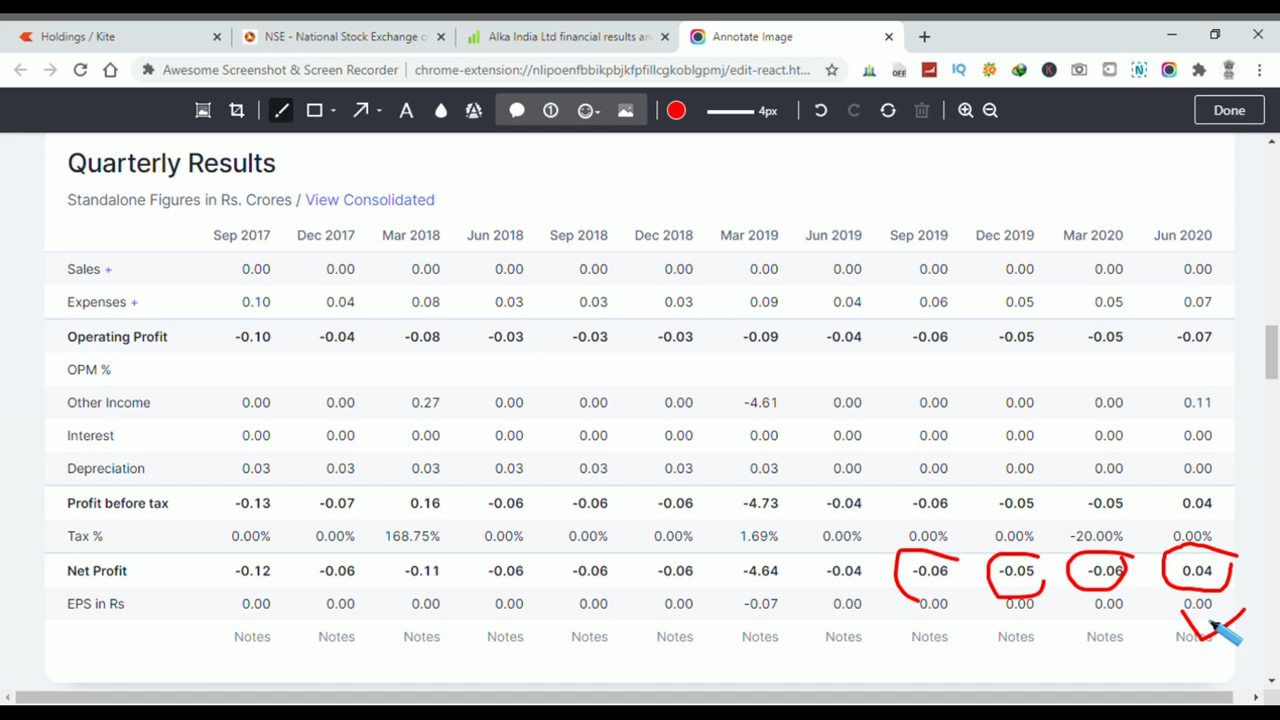 Holdings / Kite
NSE - National Stock Exchange o
Alka India Ltd financial results an
Annotate Image
Awesome Screenshot & Screen Recorder
chrome-extension://nlipoenfbbikpbjkfpfillcgkoblgpmj/edit-react.ht...
OFF
IQ
K
N
A
1
4px
Done
Quarterly Results
Standalone Figures in Rs. Crores / View Consolidated
Sep 2017 Dec 2017 Mar 2018 Jun 2018 Sep 2018 Dec 2018 Mar 2019 Jun 2019 Sep 2019 Dec 2019 Mar 2020 Jun 2020
Sales + 0.00 0.00 0.00 0.00 0.00 0.00 0.00 0.00 0.00 0.00 0.00 0.00
Expenses + 0.10 0.04 0.08 0.03 0.03 0.03 0.09 0.04 0.06 0.05 0.05 0.07
Operating Profit -0.10 -0.04 -0.08 -0.03 -0.03 -0.03 -0.09 -0.04 -0.06 -0.05 -0.05 -0.07
OPM %
Other Income 0.00 0.00 0.27 0.00 0.00 0.00 -4.61 0.00 0.00 0.00 0.00 0.11
Interest 0.00 0.00 0.00 0.00 0.00 0.00 0.00 0.00 0.00 0.00 0.00 0.00
Depreciation 0.03 0.03 0.03 0.03 0.03 0.03 0.03 0.00 0.00 0.00 0.00 0.00
Profit before tax -0.13 -0.07 0.16 -0.06 -0.06 -0.06 -4.73 -0.04 -0.06 -0.05 -0.05 0.04
Tax % 0.00% 0.00% 168.75% 0.00% 0.00% 0.00% 1.69% 0.00% 0.00% 0.00% -20.00% 0.00%
Net Profit -0.12 -0.06 -0.11 -0.06 -0.06 -0.06 -4.64 -0.04 -0.06 -0.05 -0.06 0.04
EPS in Rs 0.00 0.00 0.00 0.00 0.00 0.00 -0.07 0.00 0.00 0.00 0.00 0.00
Notes Notes Notes Notes Notes Notes Notes Notes Notes Notes Notes Notes